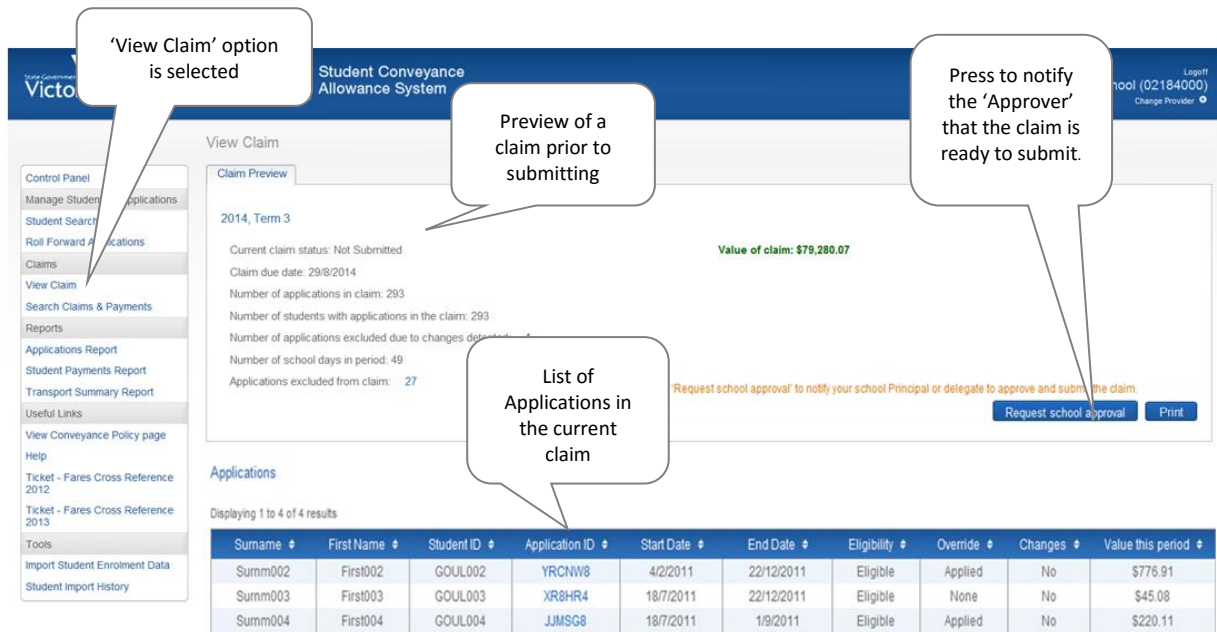 'View Claim' option
is selected
State Government
Victo
Student Conveyance
Allowance System
Logoff
hool (02184000)
Change Provider
Press to notify
the 'Approver'
that the claim is
ready to submit.
Preview of a
claim prior to
submitting
View Claim
Control Panel
Manage Student pplications
Student Search
Roll Forward A ications
Claims
View Claim
Search Claims & Payments
Reports
Applications Report
Student Payments Report
Transport Summary Report
Useful Links
View Conveyance Policy page
Help
Ticket - Fares Cross Reference
2012
Ticket - Fares Cross Reference
2013
Tools
Import Student Enrolment Data
Student Import History
Claim Preview
2014, Term 3
Current claim status: Not Submitted
Value of claim: $79,280.07
Claim due date: 29/8/2014
Number of applications in claim: 293
Number of students with applications in the claim: 293
Number of applications excluded due to changes
Number of school days in period: 49
Applications excluded from claim: 27
List of
Applications in
the current
claim
'Request school approval' to notify your school Principal or delegate to approve and submit the claim.
Request school approval Print
Applications
Displaying 1 to 4 of 4 results
Surname First Name Student ID Application ID Start Date End Date Eligibility Override Changes Value this period
Surnm002 First002 GOUL002 YRCNW8 4/2/2011 22/12/2011 Eligible Applied No $776.91
Surnm003 First003 GOUL003 XR8HR4 18/7/2011 22/12/2011 Eligible None No $45.08
Surnm004 First004 GOUL004 JJMSG8 18/7/2011 1/9/2011 Eligible Applied No $220.11